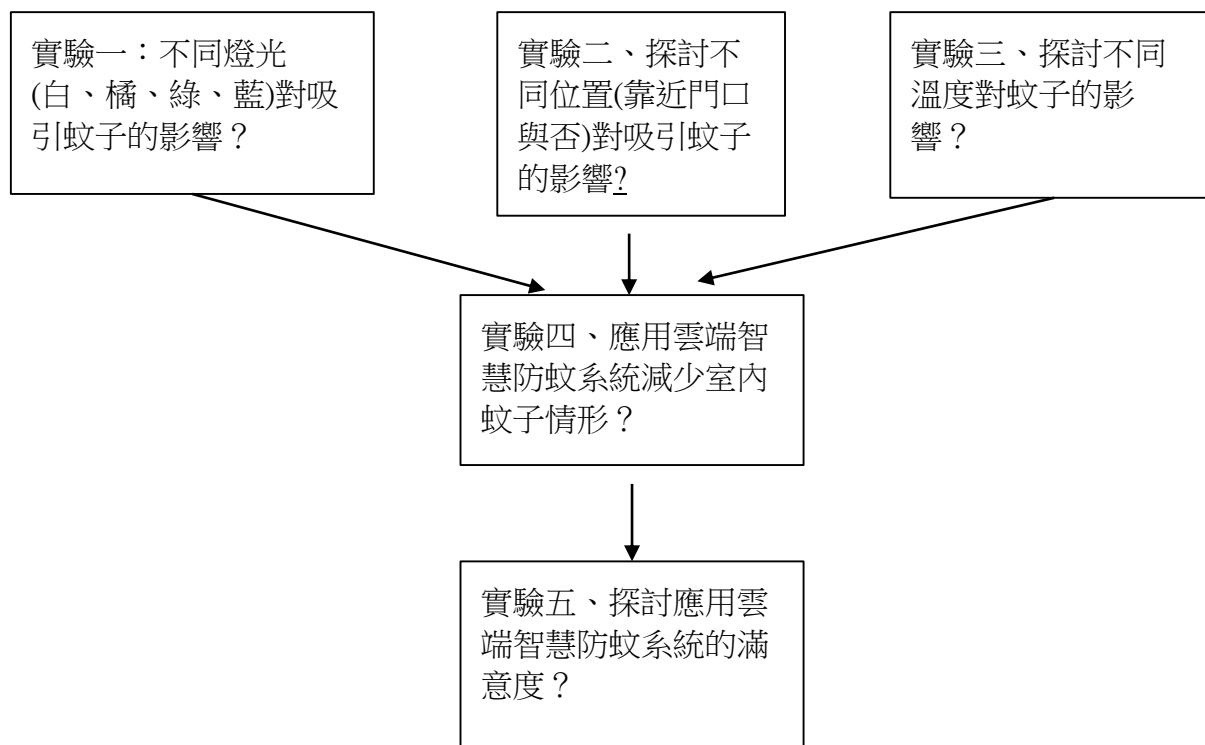 實驗一：不同燈光
(白、橘、綠、藍)對吸
引蚊子的影響？
實驗二、探討不
同位置(靠近門口
與否)對吸引蚊子
的影響?
實驗三、探討不同
溫度對蚊子的影
響？
實驗四、應用雲端智
慧防蚊系統減少室內
蚊子情形？
實驗五、探討應用雲
端智慧防蚊系統的滿
意度？